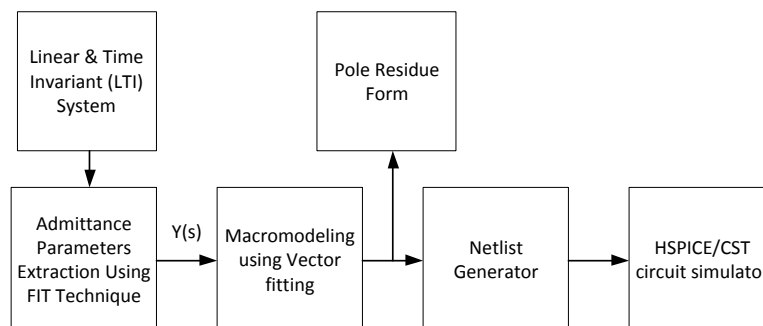 Linear & Time
Invariant (LTI)
System
Pole Residue
Form
Admittance
Parameters
Extraction Using
FIT Technique
Y(s)
Macromodeling
using Vector
fitting
Netlist
Generator
HSPICE/CST
circuit simulato